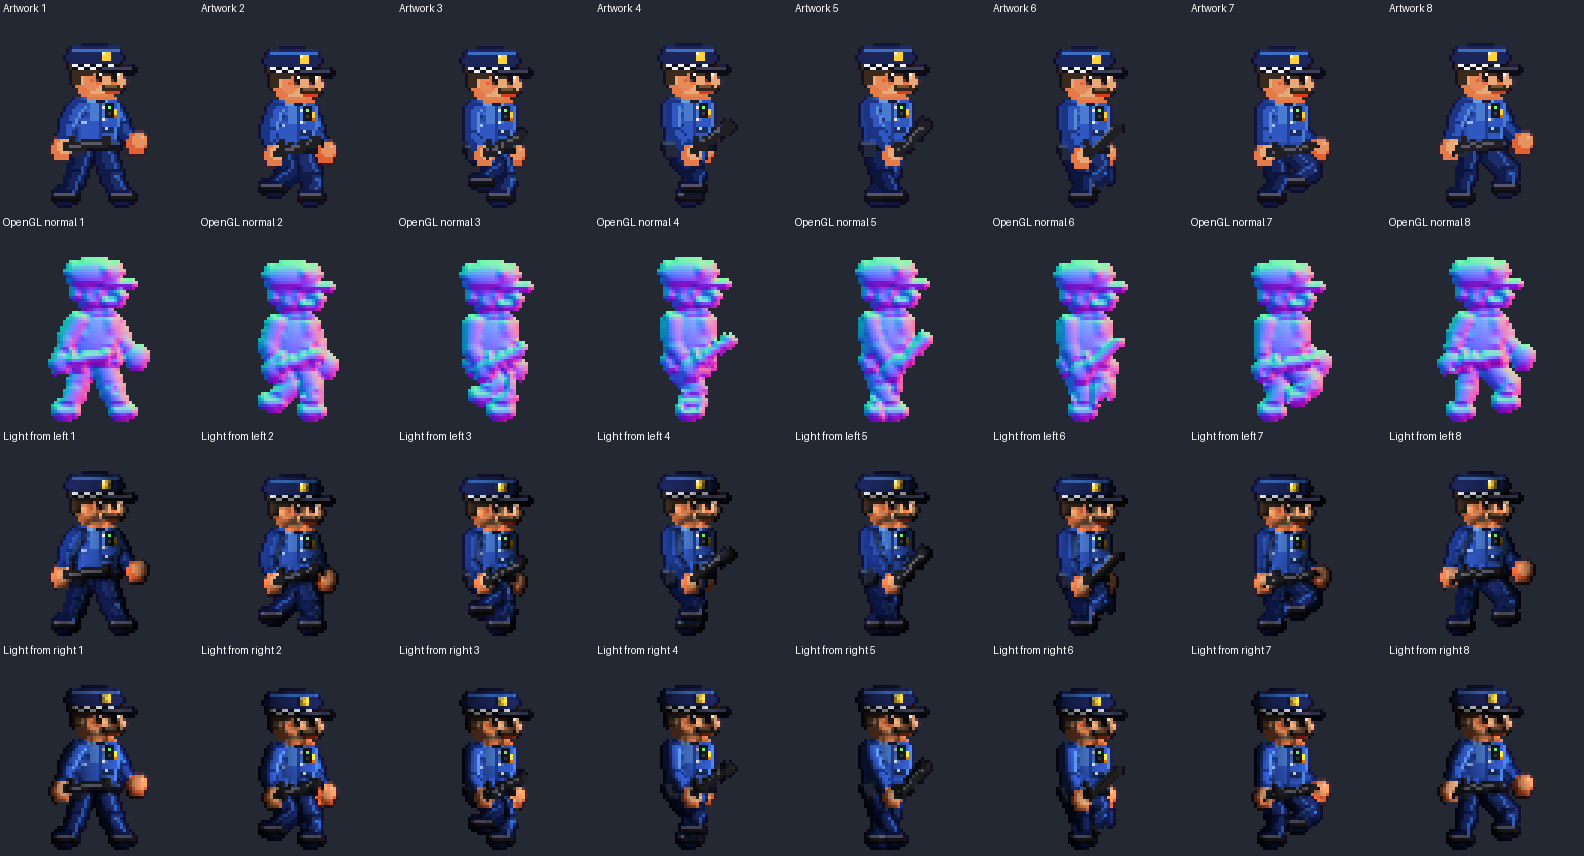 Artwork 1 Artwork 2 Artwork 3 Artwork 4 Artwork 5 Artwork 6 Artwork 7 Artwork 8
OpenGL normal 1 OpenGL normal 2 OpenGL normal 3 OpenGL normal 4 OpenGL normal 5 OpenGL normal 6 OpenGL normal 7 OpenGL normal 8
Light from left 1 Light from left 2 Light from left 3 Light from left 4 Light from left 5 Light from left 6 Light from left 7 Light from left 8
Light from right 1 Light from right 2 Light from right 3 Light from right 4 Light from right 5 Light from right 6 Light from right 7 Light from right 8